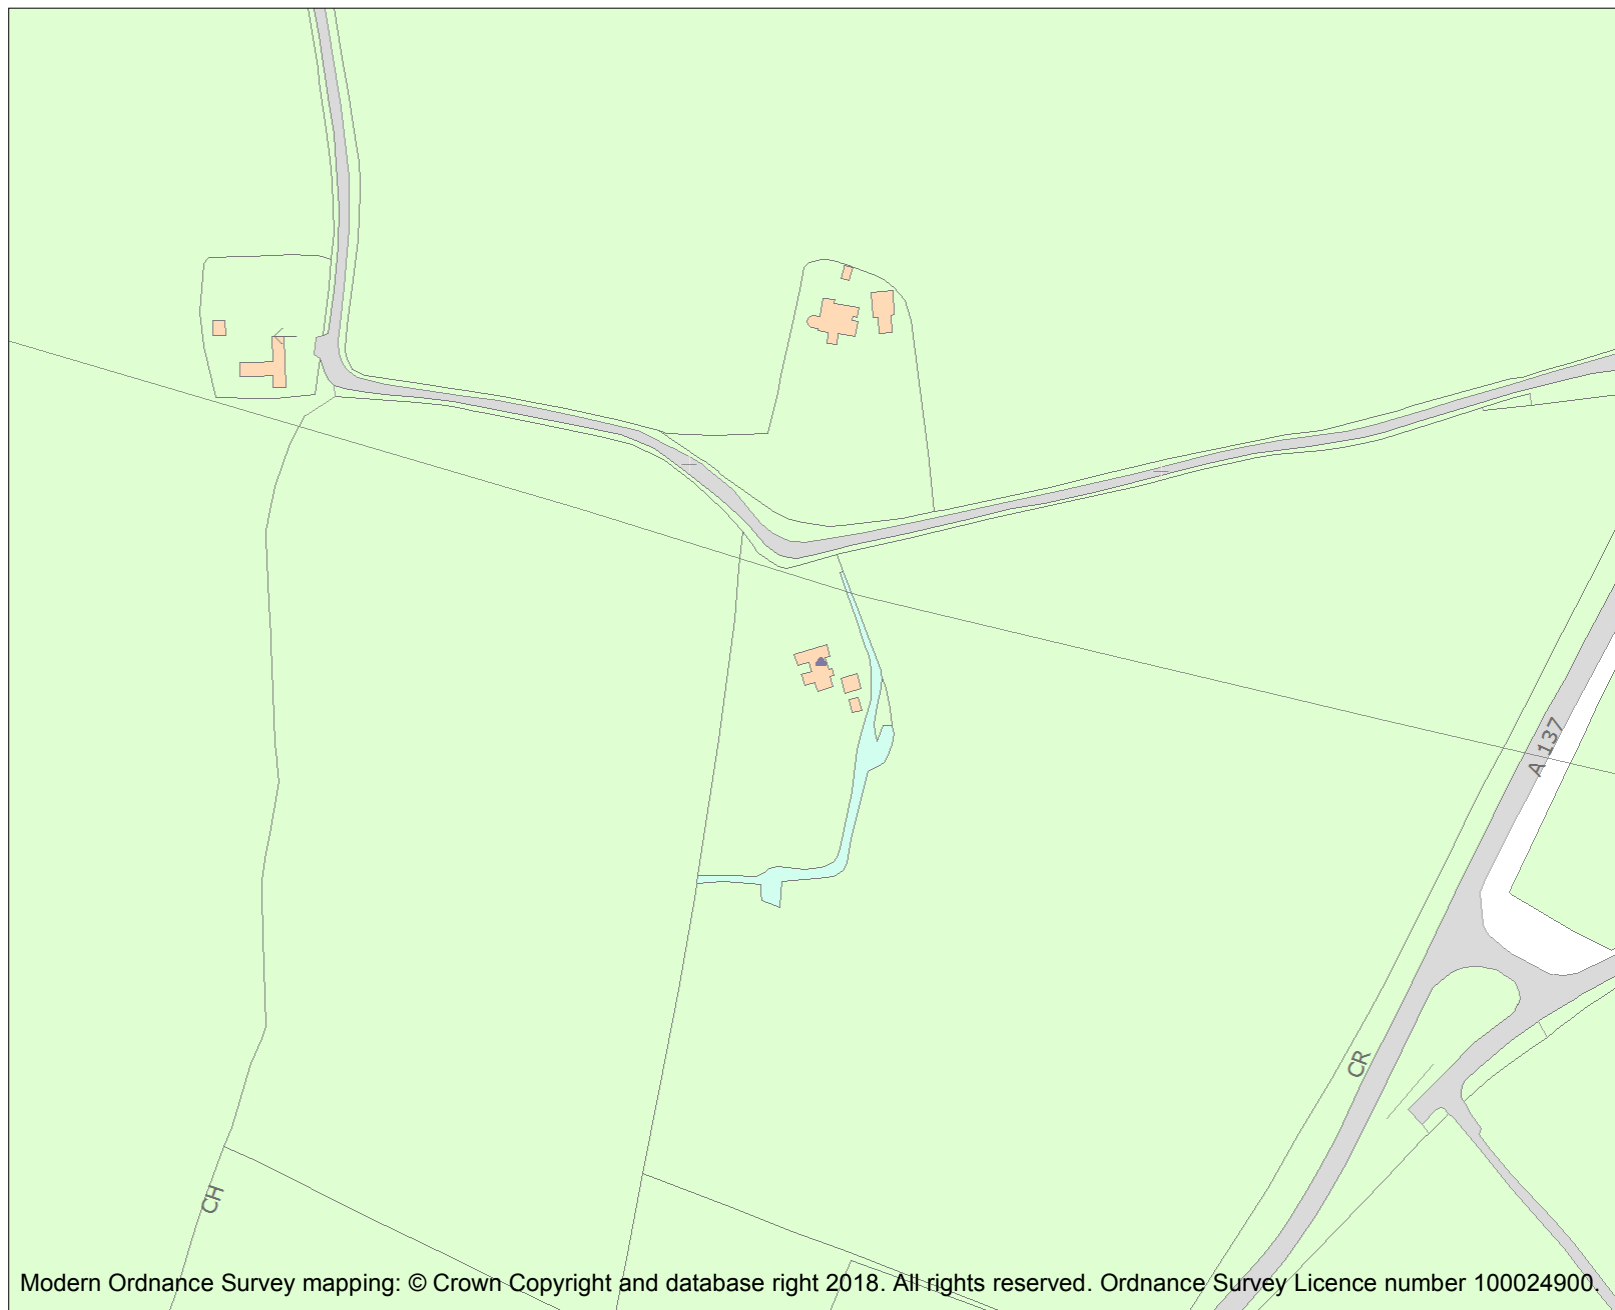 A 137
CR
CH
Modern Ordnance Survey mapping: © Crown Copyright and database right 2018. All rights reserved. Ordnance Survey Licence number 100024900.